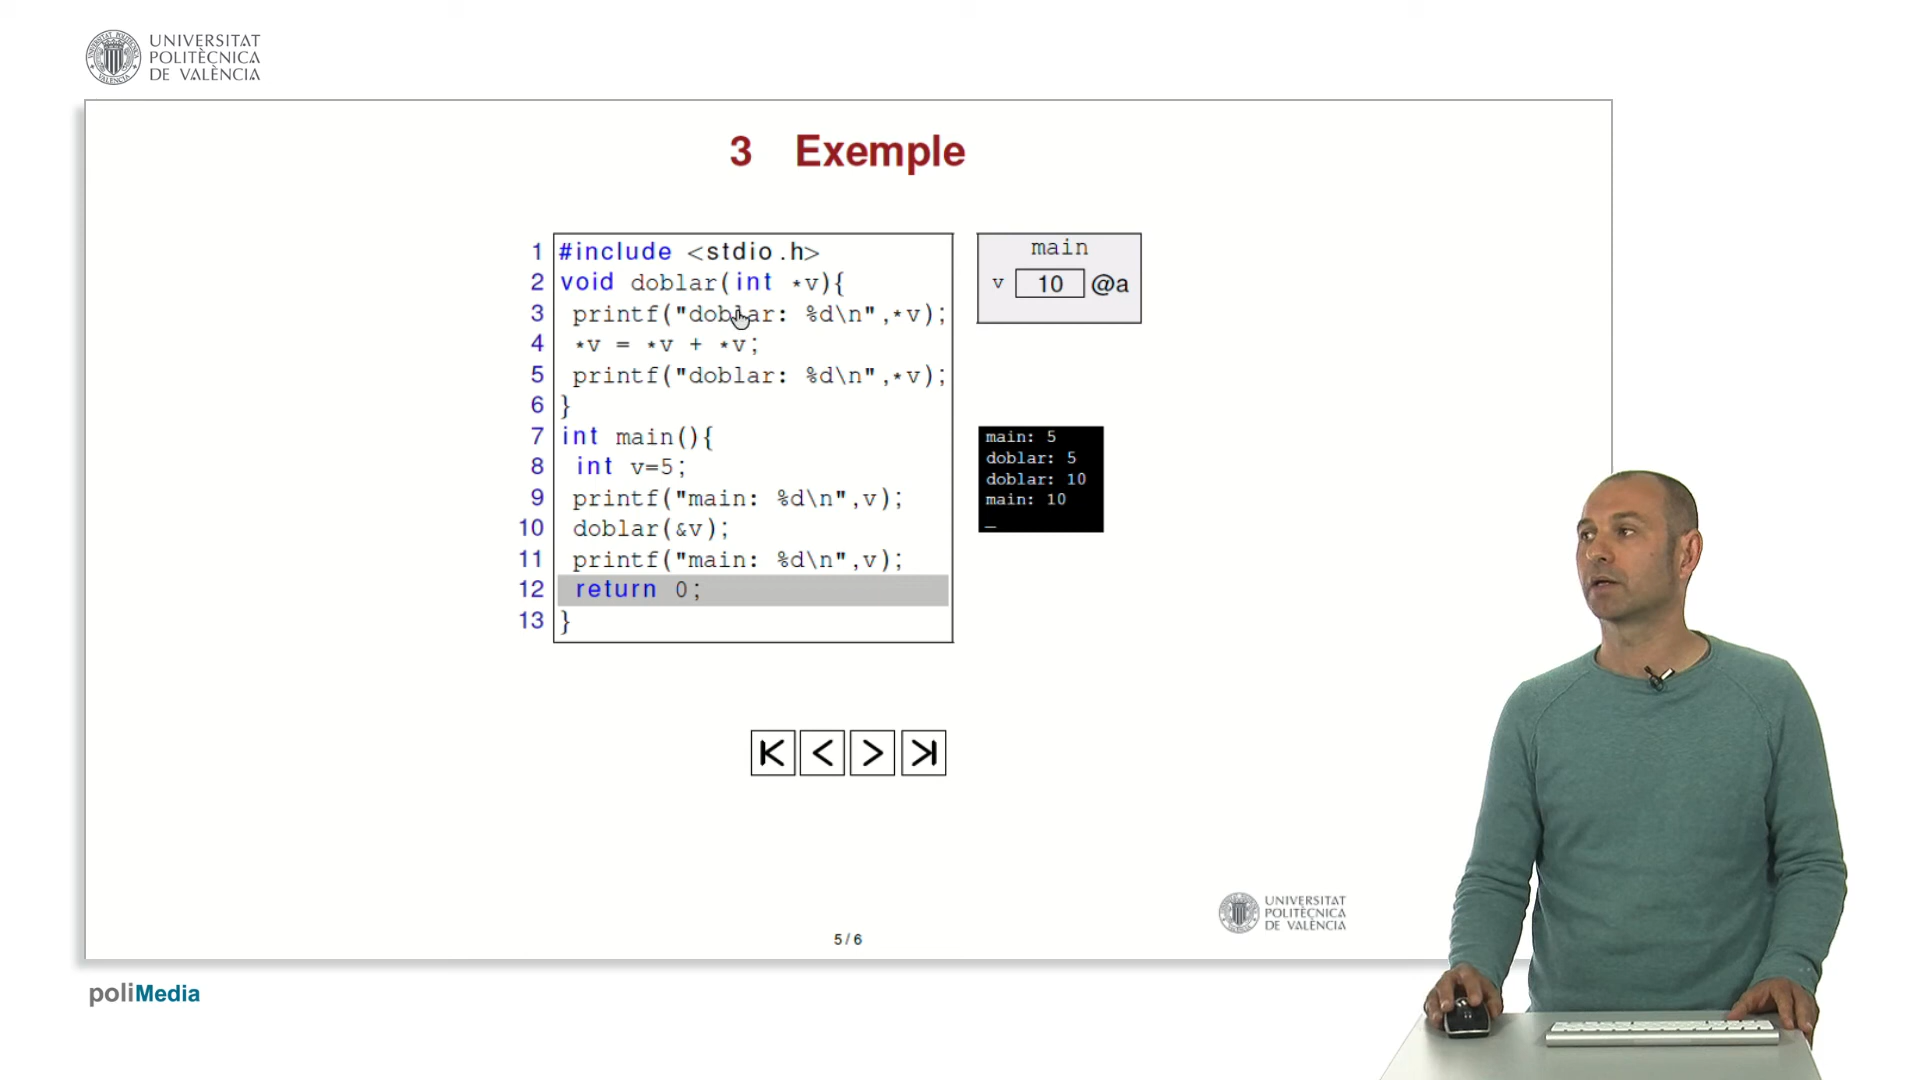 UNIVERSITAT
POLITÈCNICA
DE VALÈNCIA
3 Exemple
1 #include <stdio.h>
2 void doblar(int *v){
3 printf("doblar: %d\n",*v);
4 *v = *v + *v;
5 printf("doblar: %d\n",*v);
6 }
7 int main(){
8 int v=5;
9 printf("main: %d\n",v);
10 doblar(&v);
11 printf("main: %d\n",v);
12 return 0;
13 }
main
v 10 @a
main: 5
doblar: 5
doblar: 10
main: 10
_
UNIVERSITAT
POLITÈCNICA
DE VALÈNCIA
5/6
poliMedia